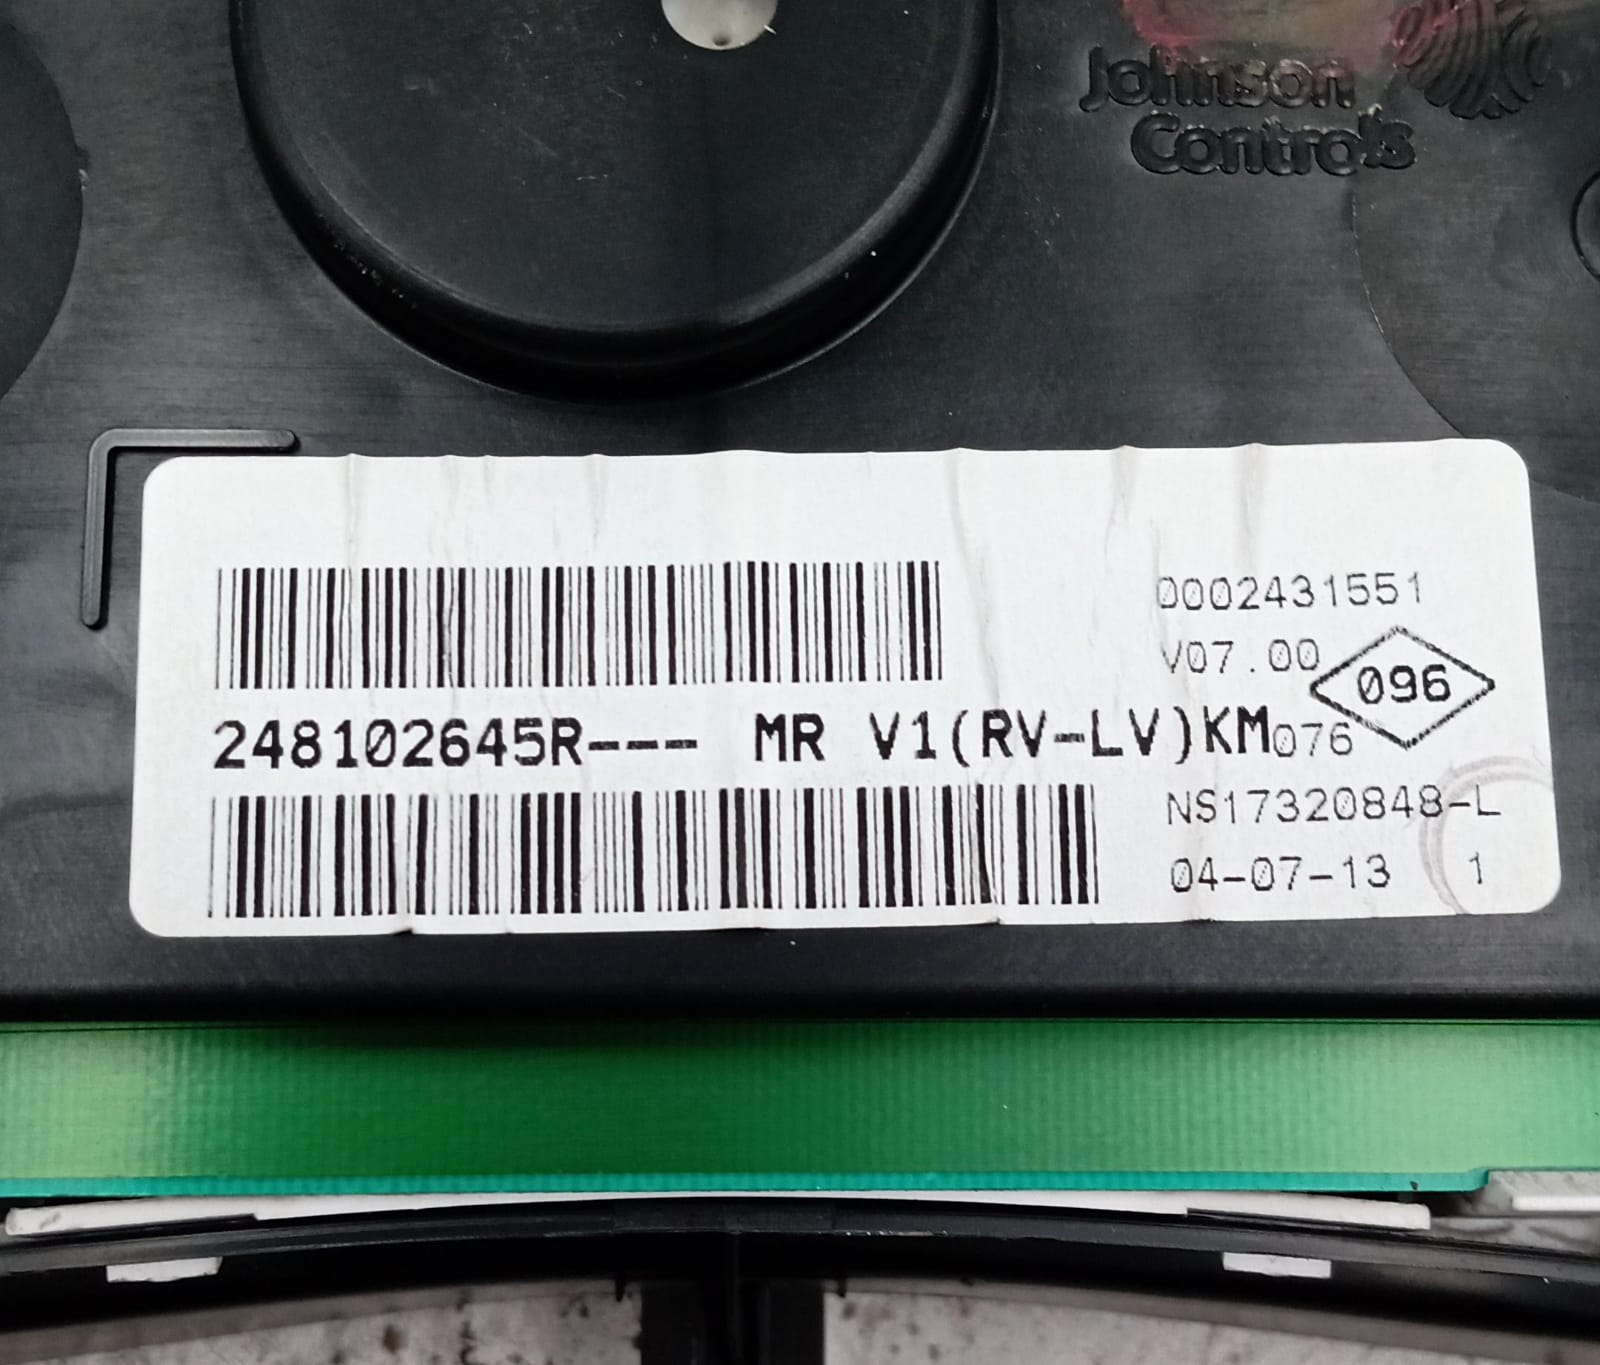 Johnson
Controls
0002431551
V07.00
096
248102645R--- MR V1(RV-LV)KM076
NS17320848-L
04-07-13 1